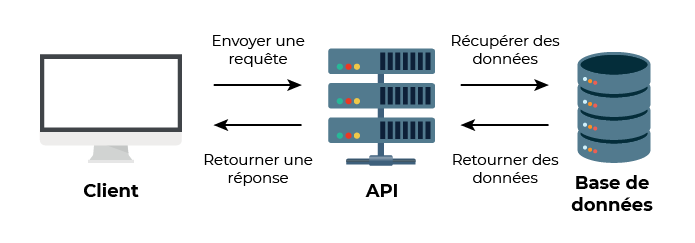 Envoyer une
requête
Récupérer des
données
Retourner une
réponse
Retourner des
données
Client
API
Base de
données